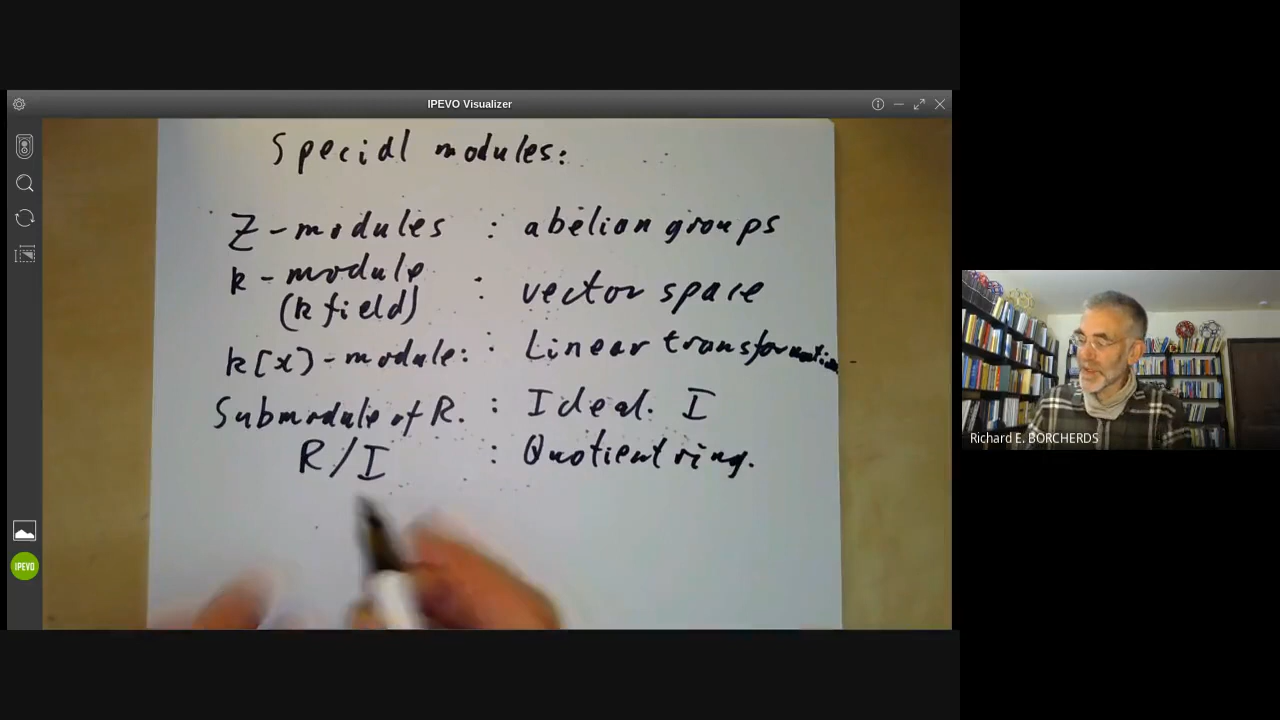 IPEVO Visualizer
Special modules:
Z-modules : abelian groups
k-module : vector space
(k field)
k[x]-module: : Linear transformation
Submodule of R. : Ideal. I
R/I : Quotient ring.
IPEVO
Richard E. BORCHERDS